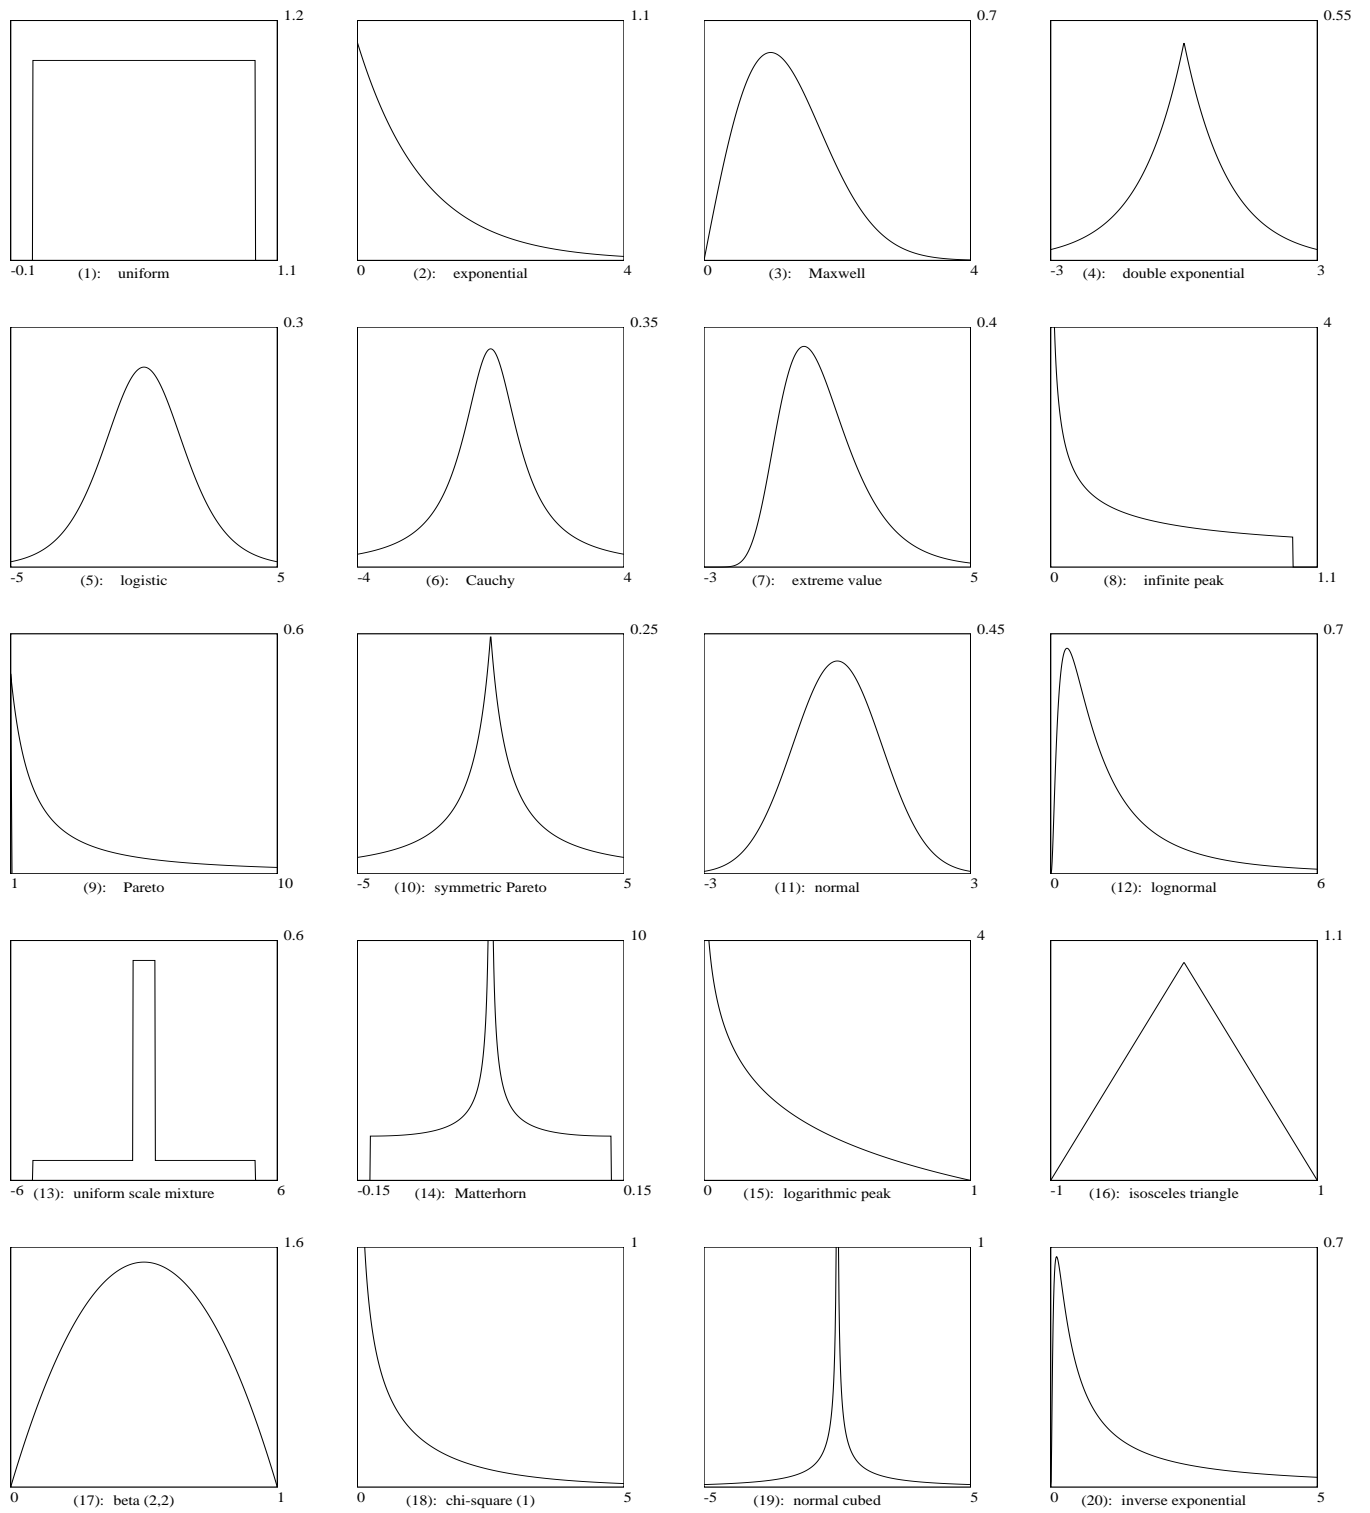 1.2 1.1 0.7 0.55
-0.1 (1): uniform 1.1 0 (2): exponential 4 0 (3): Maxwell 4 -3 (4): double exponential 3
0.3 0.35 0.4 4
-5 (5): logistic 5 -4 (6): Cauchy 4 -3 (7): extreme value 5 0 (8): infinite peak 1.1
0.6 0.25 0.45 0.7
1 (9): Pareto 10 -5 (10): symmetric Pareto 5 -3 (11): normal 3 0 (12): lognormal 6
0.6 10 4 1.1
-6 (13): uniform scale mixture 6 -0.15 (14): Matterhorn 0.15 0 (15): logarithmic peak 1 -1 (16): isosceles triangle 1
1.6 1 1 0.7
0 (17): beta (2,2) 1 0 (18): chi-square (1) 5 -5 (19): normal cubed 5 0 (20): inverse exponential 5